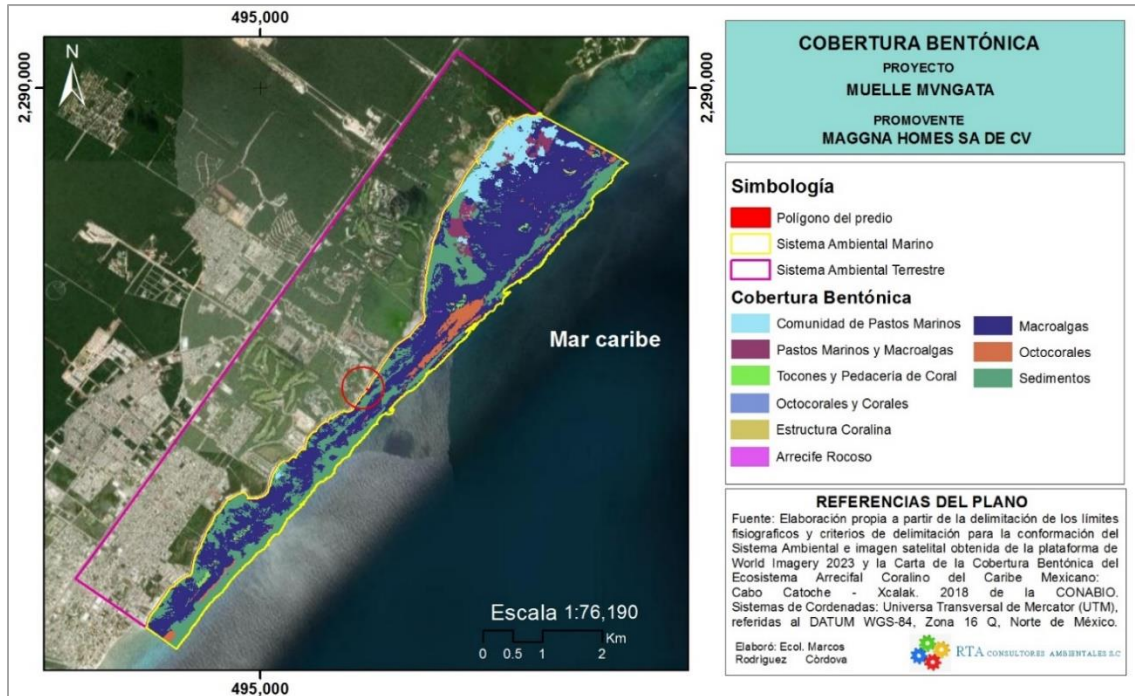 495,000
2,290,000
2,290,000
N
Mar caribe
Escala 1:76,190
Km
0 0.5 1 2
495,000
COBERTURA BENTÓNICA
PROYECTO
MUELLE MVNGATA
PROMOVENTE
MAGGNA HOMES SA DE CV
Simbología
Polígono del predio
Sistema Ambiental Marino
Sistema Ambiental Terrestre
Cobertura Bentónica
Comunidad de Pastos Marinos
Pastos Marinos y Macroalgas
Tocones y Pedacería de Coral
Octocorales y Corales
Estructura Coralina
Arrecife Rocoso
Macroalgas
Octocorales
Sedimentos
REFERENCIAS DEL PLANO
Fuente: Elaboración propia a partir de la delimitación de los límites
fisiograficos y criterios de delimitación para la conformación del
Sistema Ambiental e imagen satelital obtenida de la plataforma de
World Imagery 2023 y la Carta de la Cobertura Bentónica del
Ecosistema Arrecifal Coralino del Caribe Mexicano:
Cabo Catoche - Xcalak. 2018 de la CONABIO.
Sistemas de Cordenadas: Universa Transversal de Mercator (UTM),
referidas al DATUM WGS-84, Zona 16 Q, Norte de México.
Elaboró: Ecol. Marcos
Rodriguez Còrdova
RTA CONSULTORES AMBIENTALES S.C